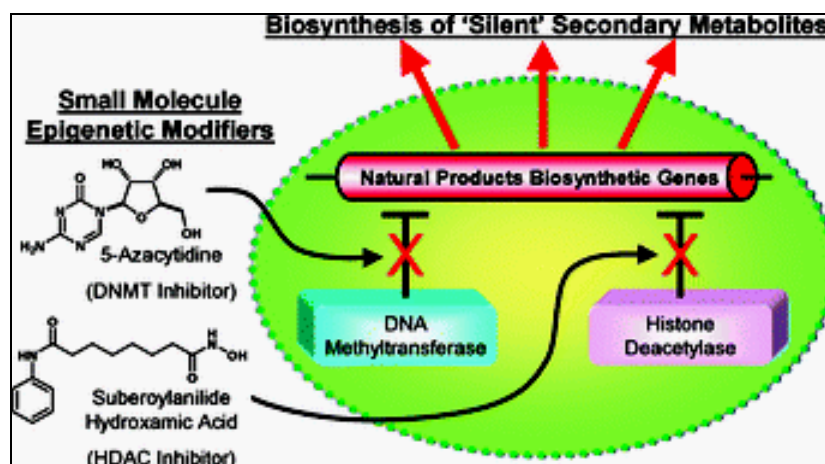 Biosynthesis of 'Silent' Secondary Metabolites
Small Molecule
Epigenetic Modifiers
O
HO
OH
N
N
O
H₂N
N
OH
5-Azacytidine
(DNMT Inhibitor)
Natural Products Biosynthetic Genes
X
X
DNA
Methyltransferase
Histone
Deacetylase
O
H
N
OH
HN
O
Suberoylanilide
Hydroxamic Acid
(HDAC Inhibitor)